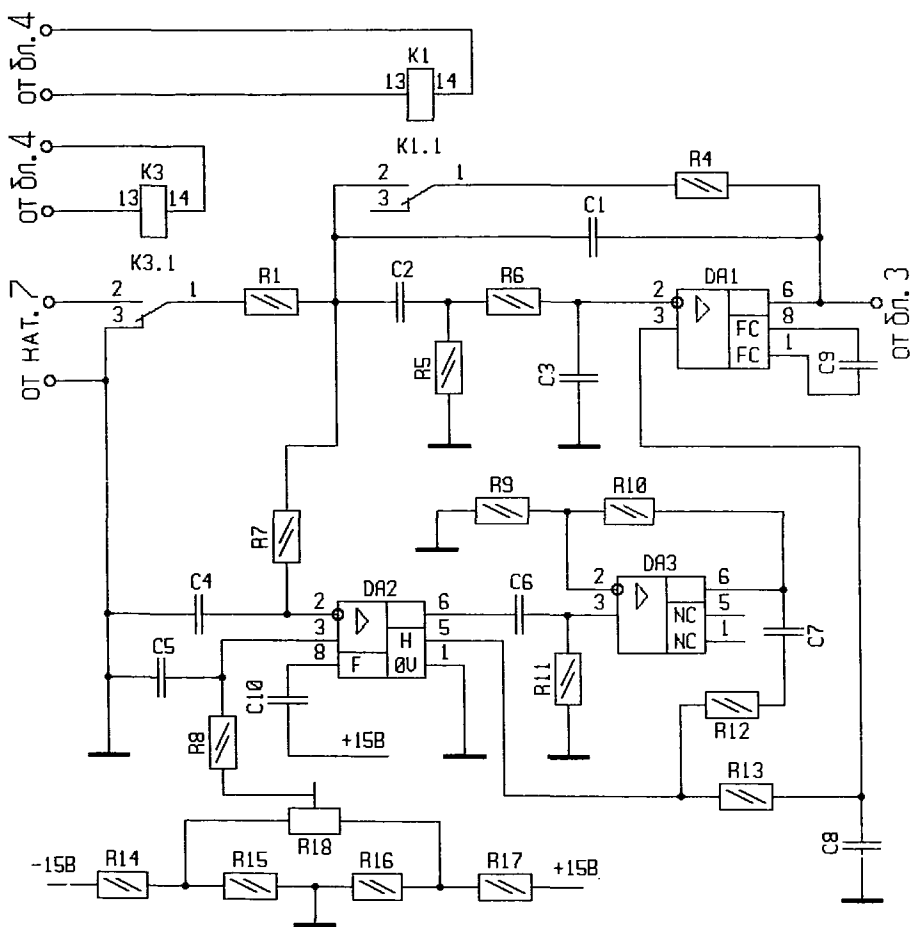 от бл. 4
K1
13 14
от бл. 4
K3
13 14
K1.1
2 1
3
R4
C1
K3.1
от кат. 7
2 1
3
R1
C2
R6
DA1
2 6
3 FC 8
FC 1
от бл. 3
R5
C3
C9
R9
R10
R7
C4
DA2
2 6
3 H 5
8 F 0V 1
C6
DA3
2 6
3 NC 5
NC 1
C7
C5
C10
R11
R8
+15В
R12
R13
R18
C8
-15В
R14
R15
R16
R17
+15В